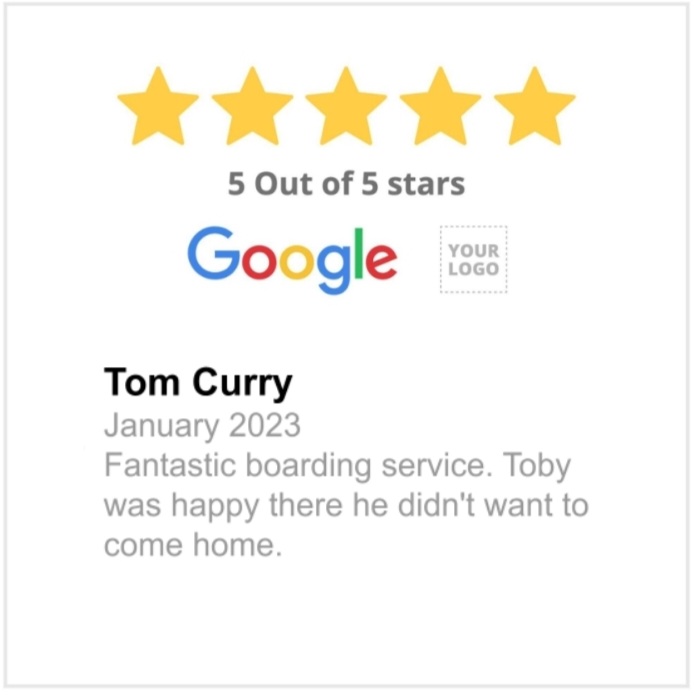 5 Out of 5 stars
Google
YOUR
LOGO
Tom Curry
January 2023
Fantastic boarding service. Toby
was happy there he didn't want to
come home.